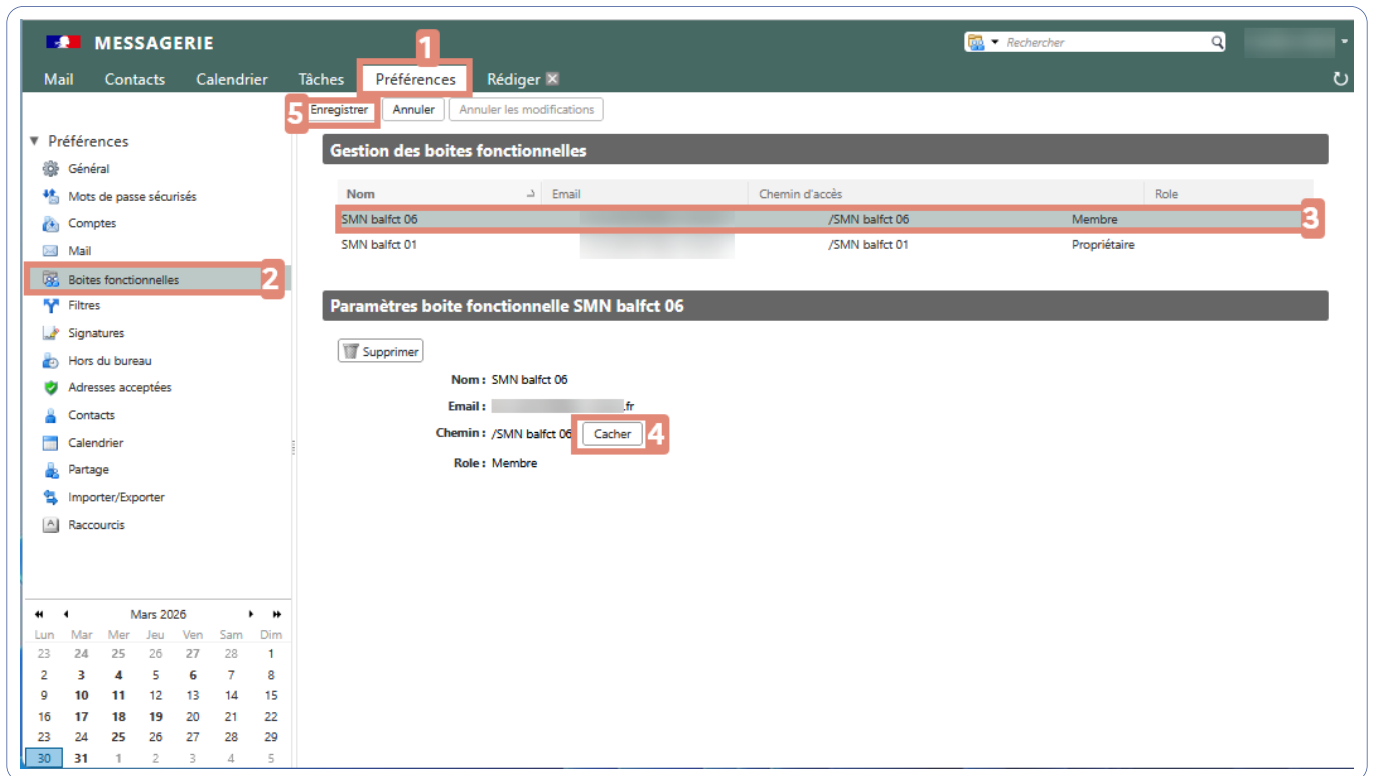 MESSAGERIE
Rechercher
1
Mail Contacts Calendrier Tâches Préférences Rédiger
5 Enregistrer Annuler Annuler les modifications
Préférences
Général
Mots de passe sécurisés
Comptes
Mail
Boites fonctionnelles 2
Filtres
Signatures
Hors du bureau
Adresses acceptées
Contacts
Calendrier
Partage
Importer/Exporter
Raccourcis
Gestion des boites fonctionnelles
Nom Email Chemin d'accès Role
SMN balfct 06 /SMN balfct 06 Membre 3
SMN balfct 01 /SMN balfct 01 Propriétaire
Paramètres boite fonctionnelle SMN balfct 06
Supprimer
Nom : SMN balfct 06
Email : .fr
Chemin : /SMN balfct 06 Cacher 4
Role : Membre
Mars 2026
Lun Mar Mer Jeu Ven Sam Dim
23 24 25 26 27 28 1
2 3 4 5 6 7 8
9 10 11 12 13 14 15
16 17 18 19 20 21 22
23 24 25 26 27 28 29
30 31 1 2 3 4 5